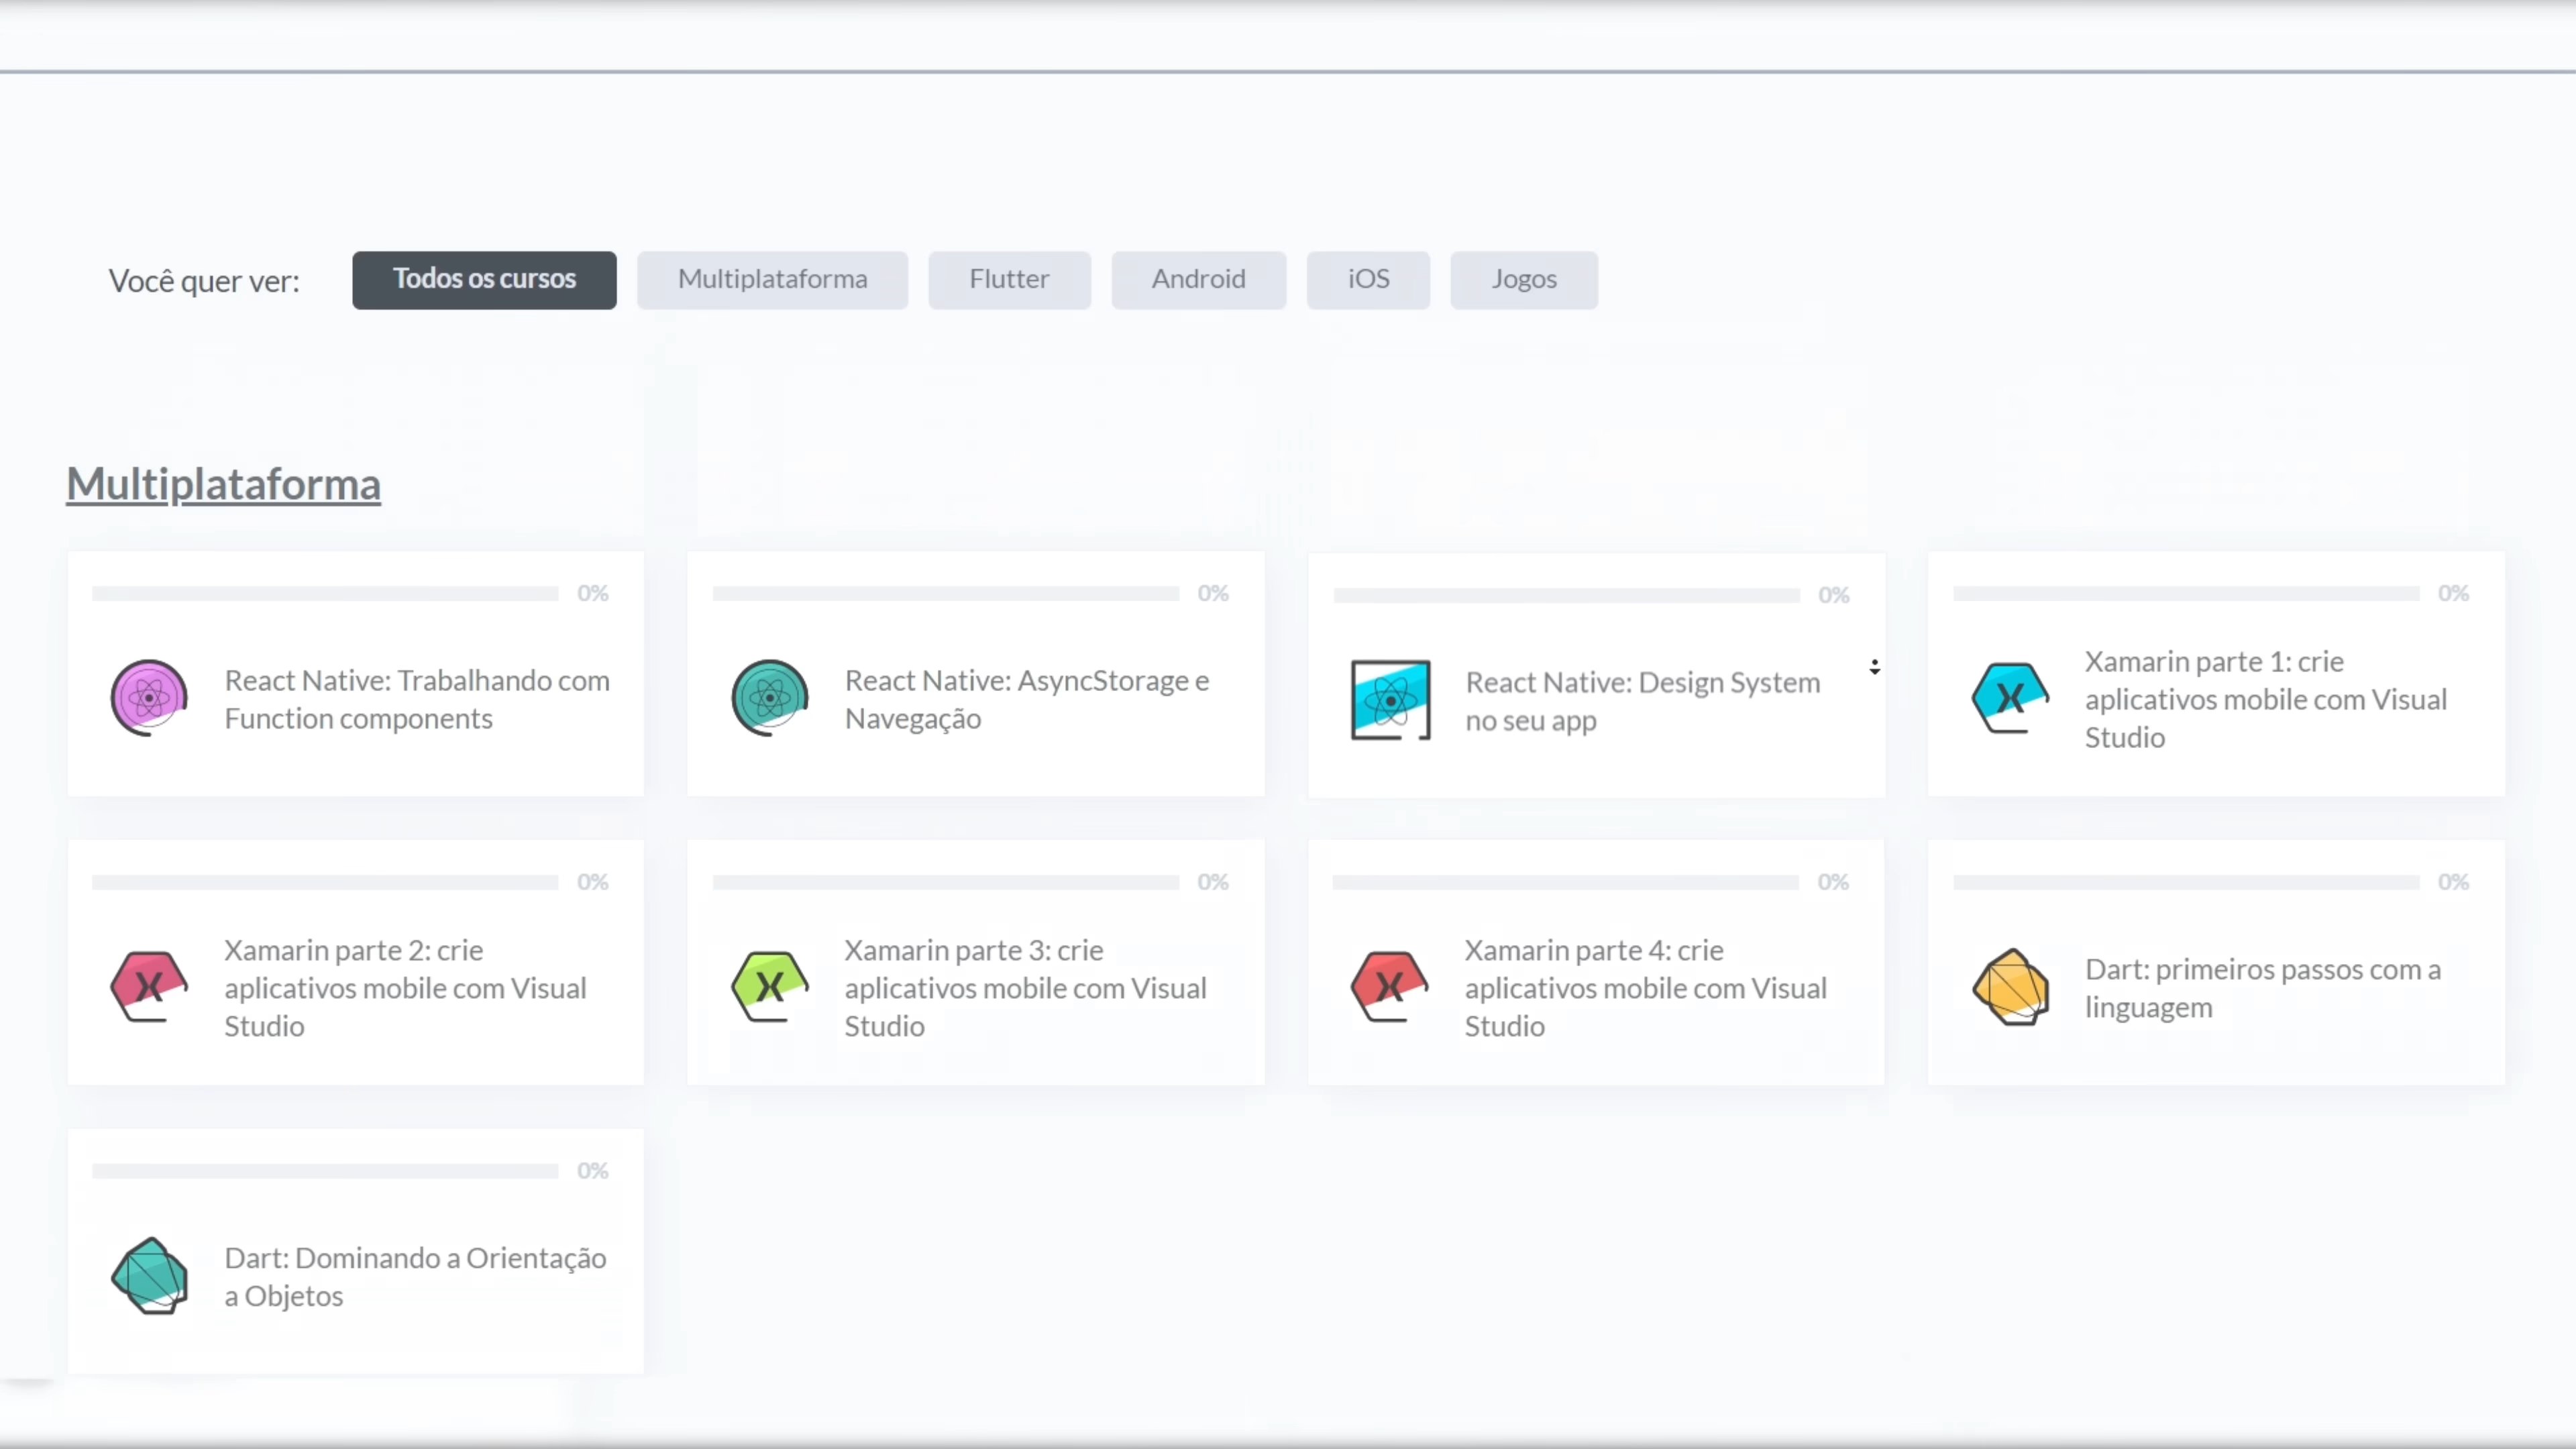 Você quer ver:
Todos os cursos
Multiplataforma
Flutter
Android
iOS
Jogos
Multiplataforma
0%
React Native: Trabalhando com
Function components
0%
React Native: AsyncStorage e
Navegação
0%
React Native: Design System
no seu app
0%
Xamarin parte 1: crie
aplicativos mobile com Visual
Studio
0%
Xamarin parte 2: crie
aplicativos mobile com Visual
Studio
0%
Xamarin parte 3: crie
aplicativos mobile com Visual
Studio
0%
Xamarin parte 4: crie
aplicativos mobile com Visual
Studio
0%
Dart: primeiros passos com a
linguagem
0%
Dart: Dominando a Orientação
a Objetos